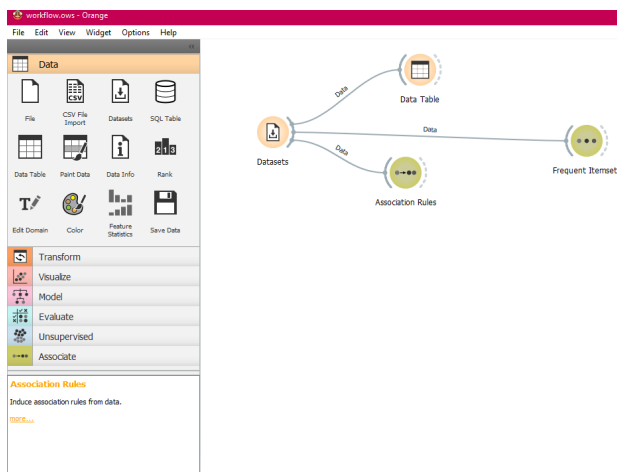 workflow.ows - Orange
File Edit View Widget Options Help
Data
File
CSV File
Import
Datasets
SQL Table
Data Table
Paint Data
Data Info
Rank
Edit Domain
Color
Feature
Statistics
Save Data
Transform
Visualize
Model
Evaluate
Unsupervised
Associate
Association Rules
Induce association rules from data.
more...
Data
Data Table
Data
Datasets
Frequent Itemset
Data
Association Rules